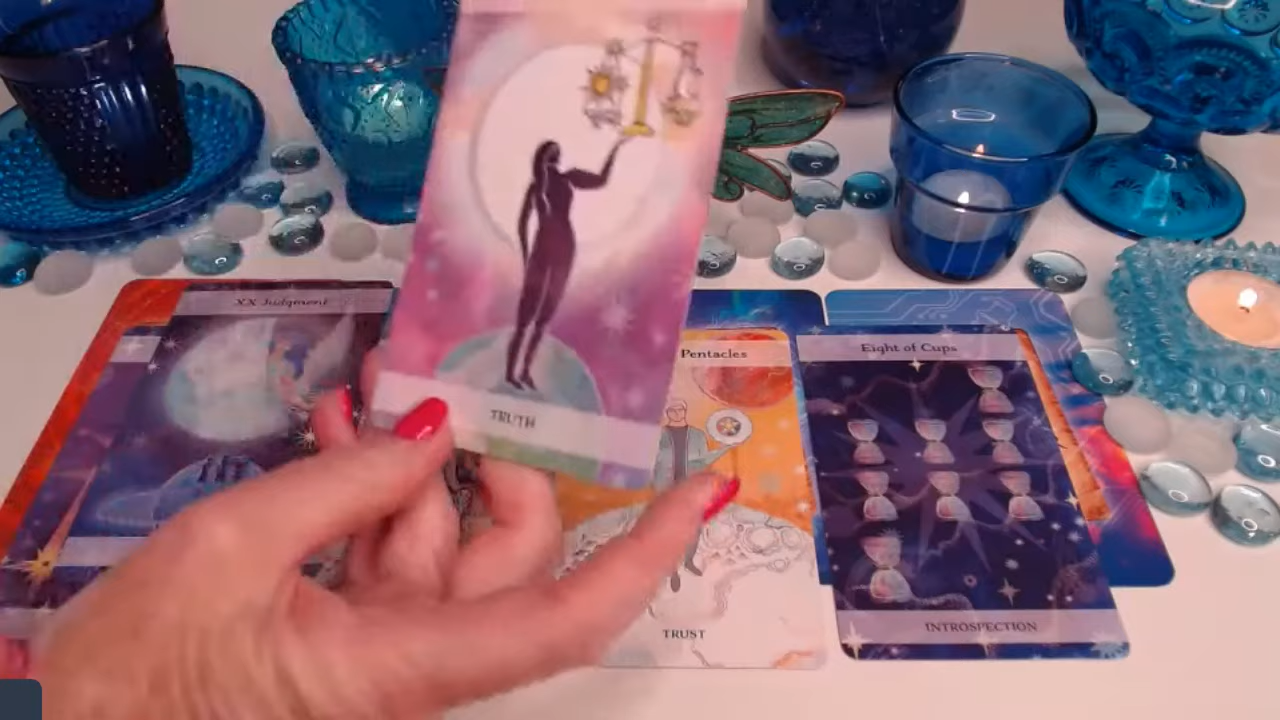 TRUTH
XX Judgment
Pentacles
TRUST
Eight of Cups
INTROSPECTION